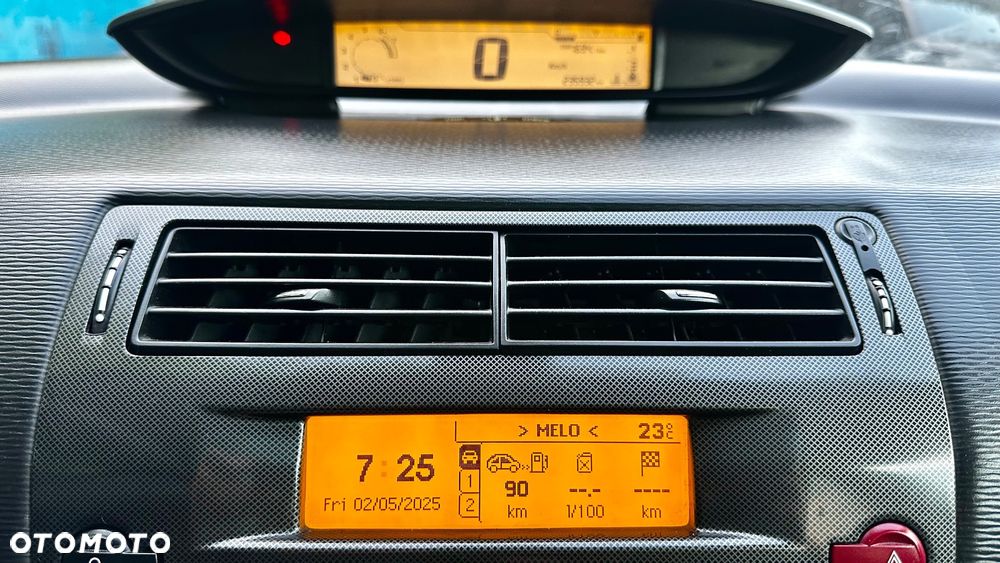 0
> MELO < 23°C
7:25
Fri 02/05/2025
1
2
90 --.- ----
km l/100 km
OTOMOTO